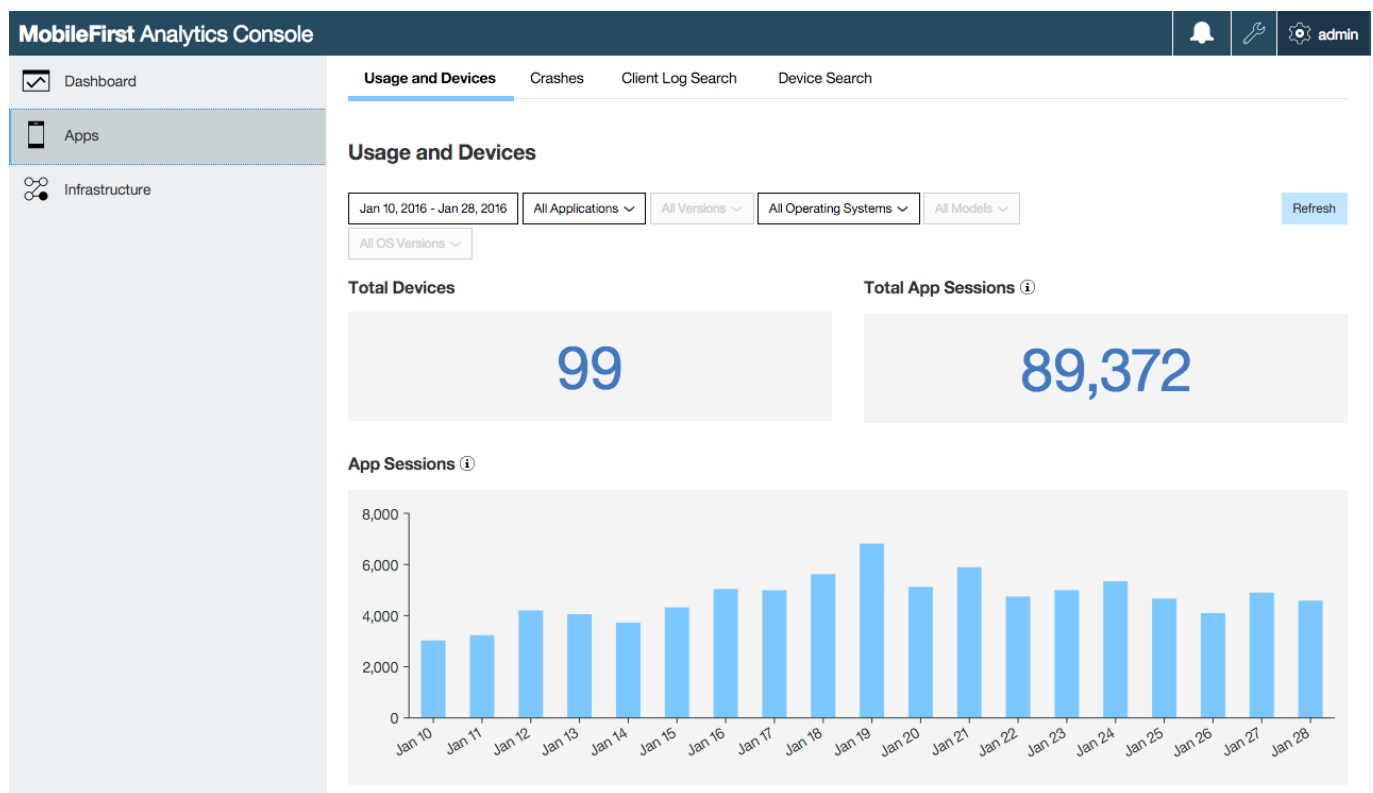 MobileFirst Analytics Console
admin
Dashboard
Apps
Infrastructure
Usage and Devices Crashes Client Log Search Device Search
Usage and Devices
Jan 10, 2016 - Jan 28, 2016 All Applications All Versions All Operating Systems All Models Refresh
All OS Versions
Total Devices Total App Sessions
99 89,372
App Sessions
8,000
6,000
4,000
2,000
0
Jan 10 Jan 11 Jan 12 Jan 13 Jan 14 Jan 15 Jan 16 Jan 17 Jan 18 Jan 19 Jan 20 Jan 21 Jan 22 Jan 23 Jan 24 Jan 25 Jan 26 Jan 27 Jan 28